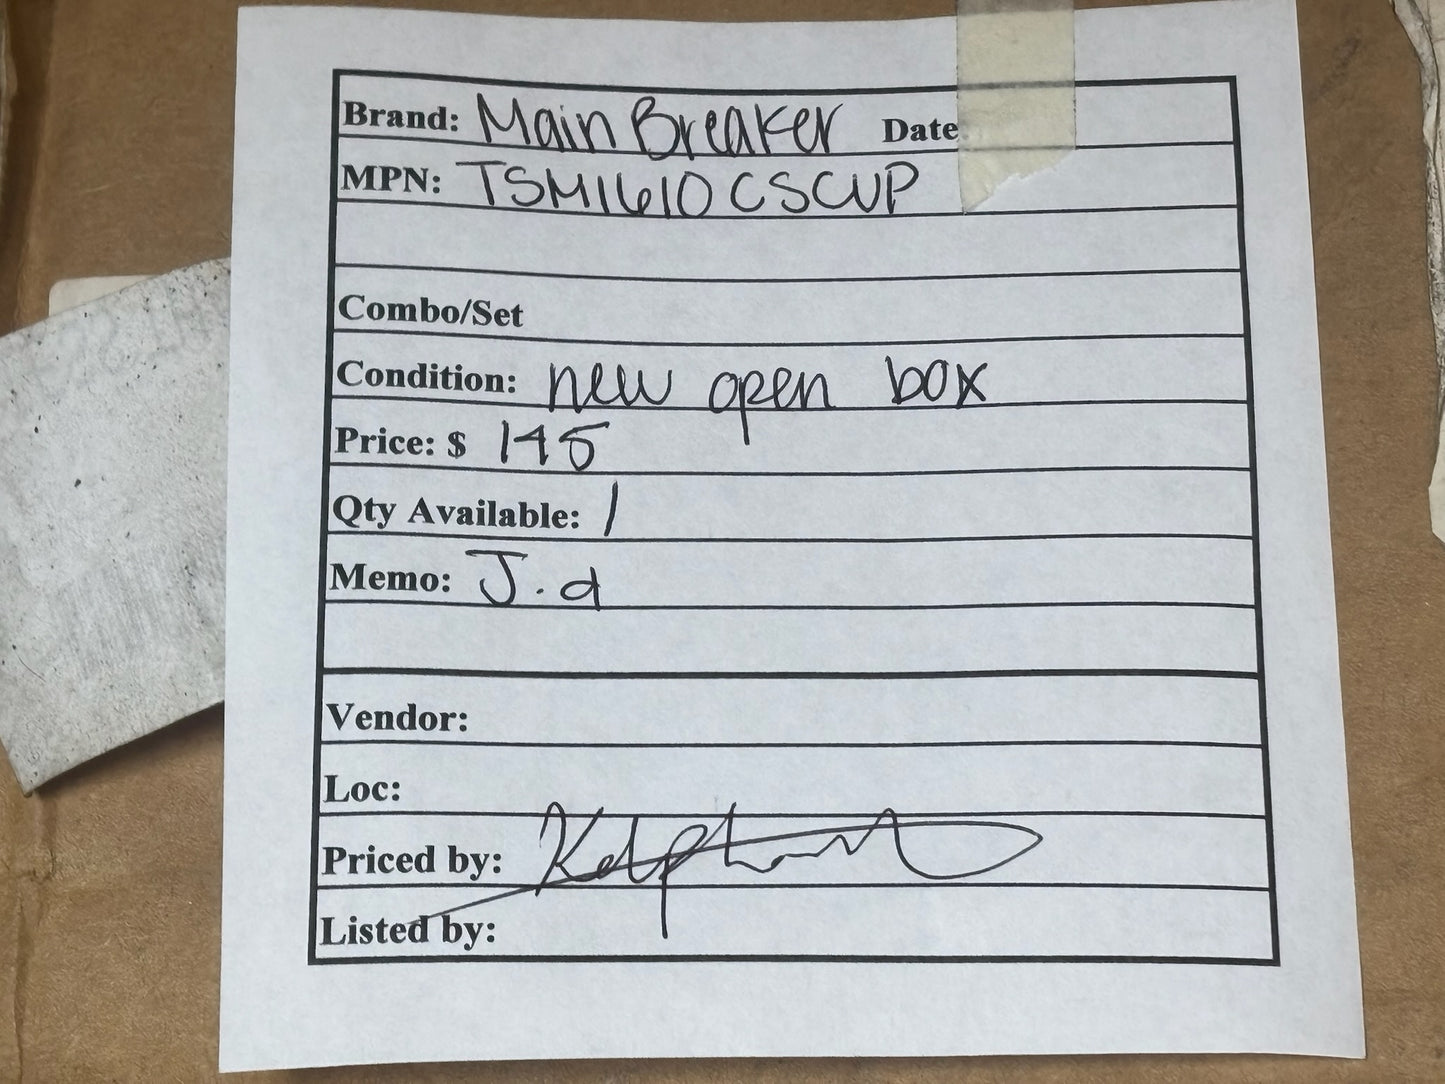 Brand: Main Breaker Date
MPN: TSM1610CSCUP
Combo/Set
Condition: new open box
Price: $ 145
Qty Available: 1
Memo: J.d
Vendor:
Loc:
Priced by:
Listed by: